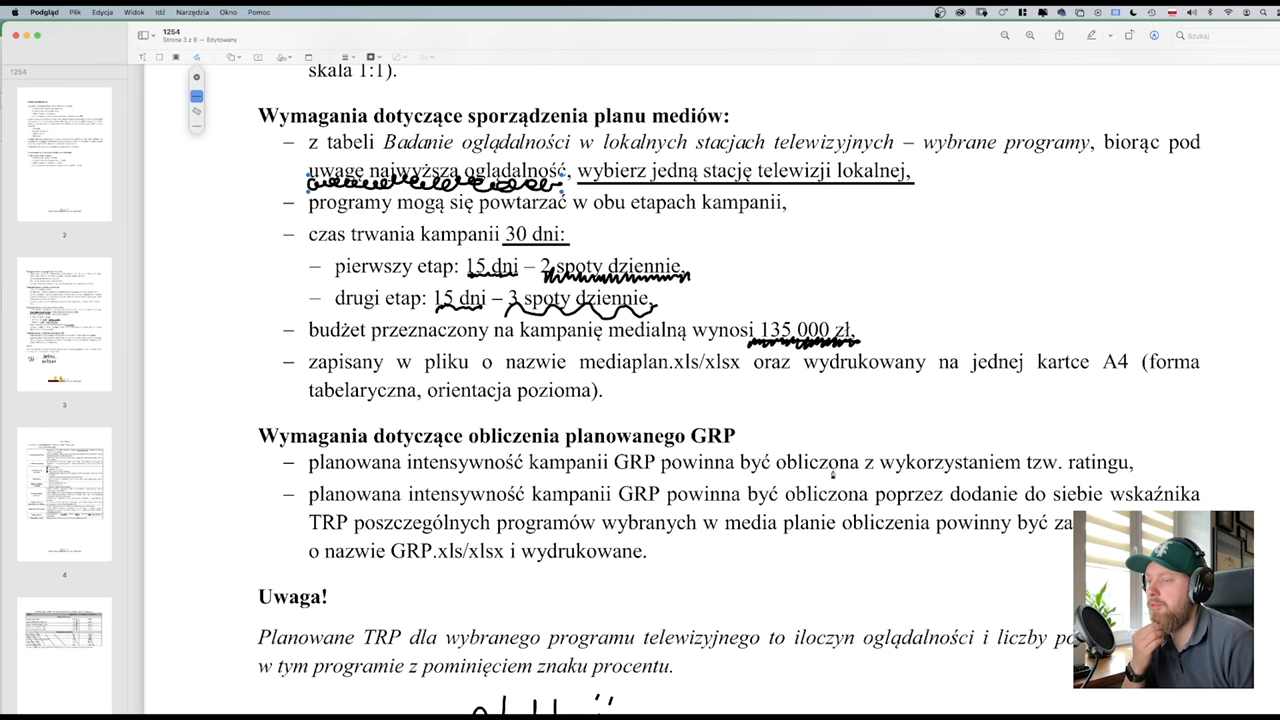 Podgląd Plik Edycja Widok Idź Narzędzia Okno Pomoc
1254
Strona 3 z 8 — Edytowany
Szukaj
1254
skala 1:1).
Wymagania dotyczące sporządzenia planu mediów:
– z tabeli Badanie oglądalności w lokalnych stacjach telewizyjnych – wybrane programy, biorąc pod
uwagę najwyższą oglądalność, wybierz jedną stację telewizji lokalnej,
– programy mogą się powtarzać w obu etapach kampanii,
– czas trwania kampanii 30 dni:
– pierwszy etap: 15 dni – 2 spoty dziennie,
– drugi etap: 15 dni – 3 spoty dziennie,
– budżet przeznaczony na kampanię medialną wynosi 135 000 zł,
– zapisany w pliku o nazwie mediaplan.xls/xlsx oraz wydrukowany na jednej kartce A4 (forma
tabelaryczna, orientacja pozioma).
Wymagania dotyczące obliczenia planowanego GRP
– planowana intensywność kampanii GRP powinna być obliczona z wykorzystaniem tzw. ratingu,
– planowana intensywność kampanii GRP powinna być obliczona poprzez dodanie do siebie wskaźnika
TRP poszczególnych programów wybranych w media planie obliczenia powinny być za
o nazwie GRP.xls/xlsx i wydrukowane.
Uwaga!
Planowane TRP dla wybranego programu telewizyjnego to iloczyn oglądalności i liczby po
w tym programie z pominięciem znaku procentu.
2
3
4